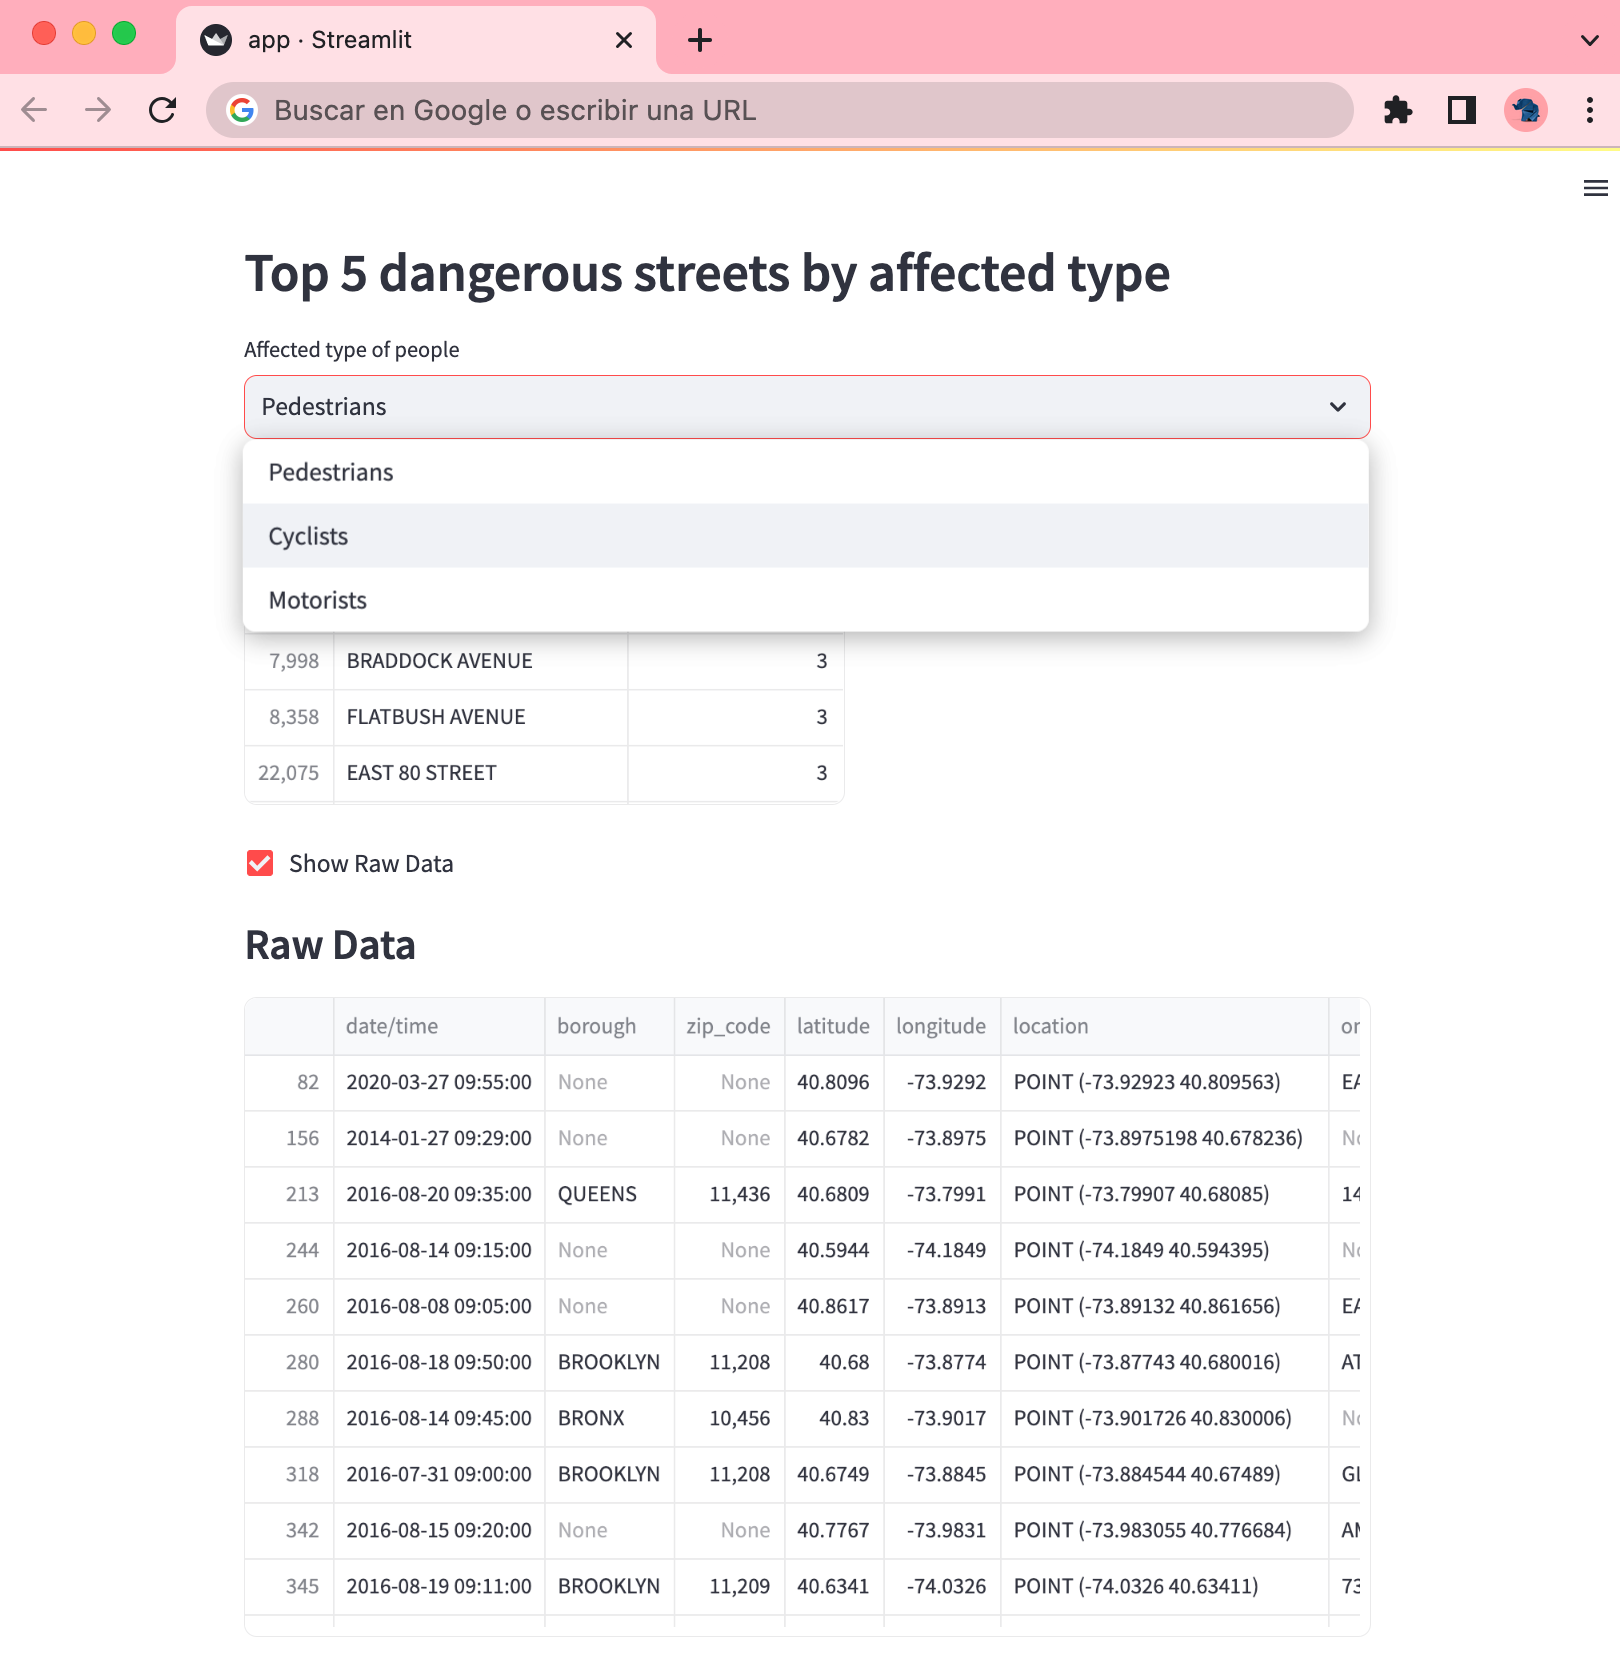 app · Streamlit
Buscar en Google o escribir una URL
Top 5 dangerous streets by affected type
Affected type of people
Pedestrians
Pedestrians
Cyclists
Motorists
7,998 BRADDOCK AVENUE 3
8,358 FLATBUSH AVENUE 3
22,075 EAST 80 STREET 3
Show Raw Data
Raw Data
date/time borough zip_code latitude longitude location
82 2020-03-27 09:55:00 None None 40.8096 -73.9292 POINT (-73.92923 40.809563)
156 2014-01-27 09:29:00 None None 40.6782 -73.8975 POINT (-73.8975198 40.678236)
213 2016-08-20 09:35:00 QUEENS 11,436 40.6809 -73.7991 POINT (-73.79907 40.68085)
244 2016-08-14 09:15:00 None None 40.5944 -74.1849 POINT (-74.1849 40.594395)
260 2016-08-08 09:05:00 None None 40.8617 -73.8913 POINT (-73.89132 40.861656)
280 2016-08-18 09:50:00 BROOKLYN 11,208 40.68 -73.8774 POINT (-73.87743 40.680016)
288 2016-08-14 09:45:00 BRONX 10,456 40.83 -73.9017 POINT (-73.901726 40.830006)
318 2016-07-31 09:00:00 BROOKLYN 11,208 40.6749 -73.8845 POINT (-73.884544 40.67489)
342 2016-08-15 09:20:00 None None 40.7767 -73.9831 POINT (-73.983055 40.776684)
345 2016-08-19 09:11:00 BROOKLYN 11,209 40.6341 -74.0326 POINT (-74.0326 40.63411)